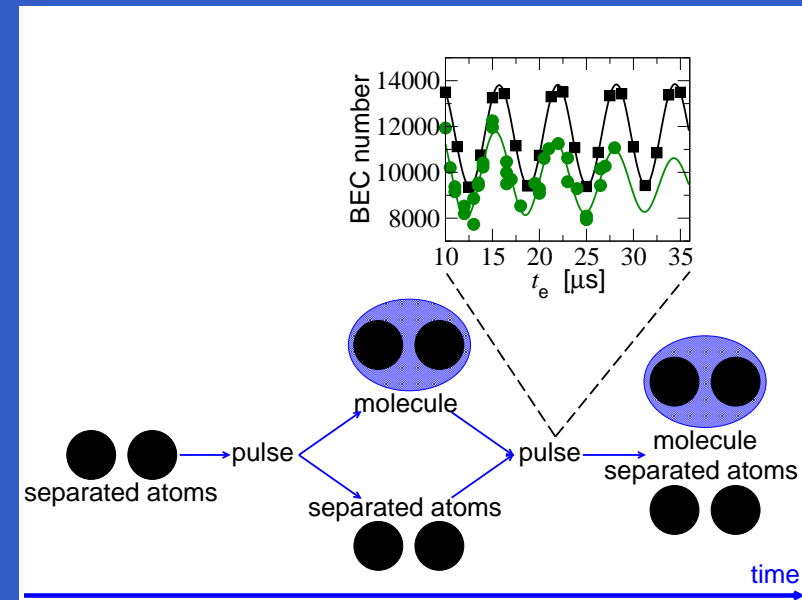 14000
12000
10000
8000
BEC number
10 15 20 25 30 35
tₑ [μs]
molecule
pulse
separated atoms
separated atoms
pulse
molecule
separated atoms
time